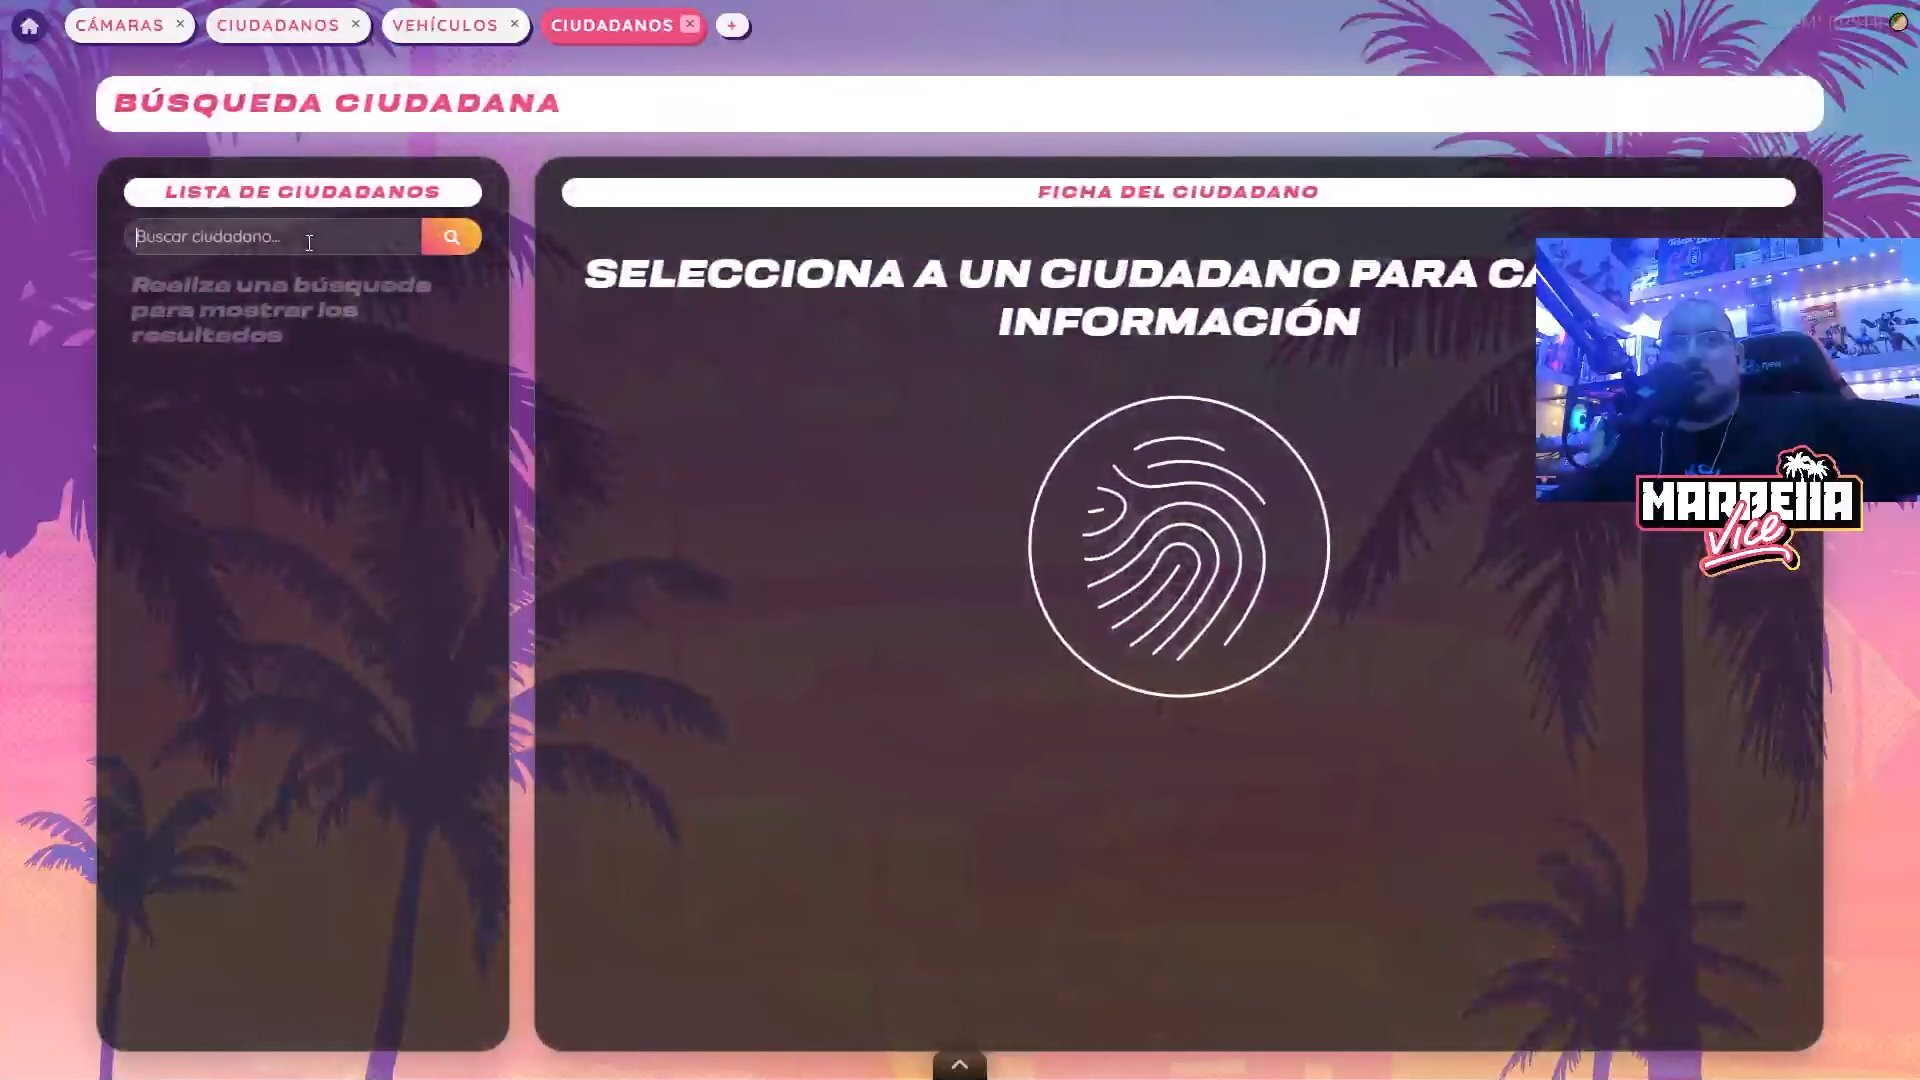 CÁMARAS × CIUDADANOS × VEHÍCULOS × CIUDADANOS × +
BÚSQUEDA CIUDADANA
LISTA DE CIUDADANOS
Buscar ciudadano...
Realiza una búsqueda
para mostrar los
resultados
FICHA DEL CIUDADANO
SELECCIONA A UN CIUDADANO PARA CA
INFORMACIÓN
new
MARBELLA
Vice